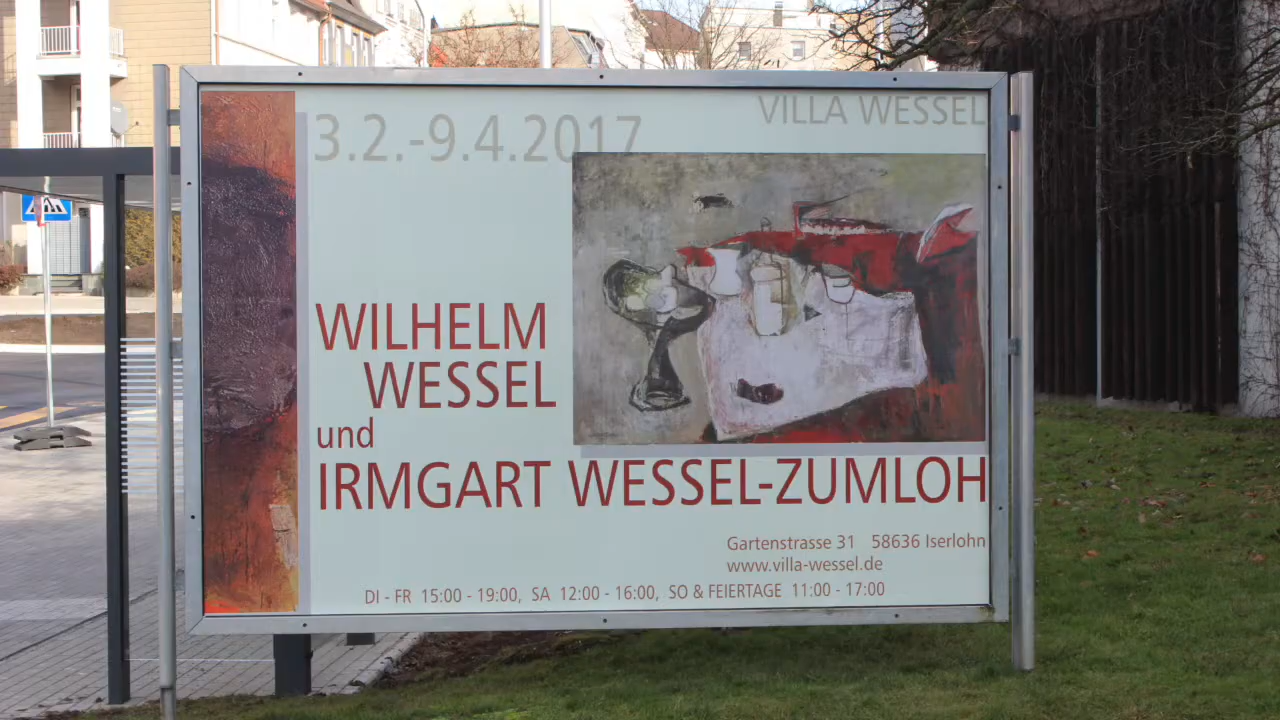 3.2.-9.4.2017
VILLA WESSEL
WILHELM
WESSEL
und
IRMGART WESSEL-ZUMLOH
Gartenstrasse 31 58636 Iserlohn
www.villa-wessel.de
DI - FR 15:00 - 19:00, SA 12:00 - 16:00, SO & FEIERTAGE 11:00 - 17:00